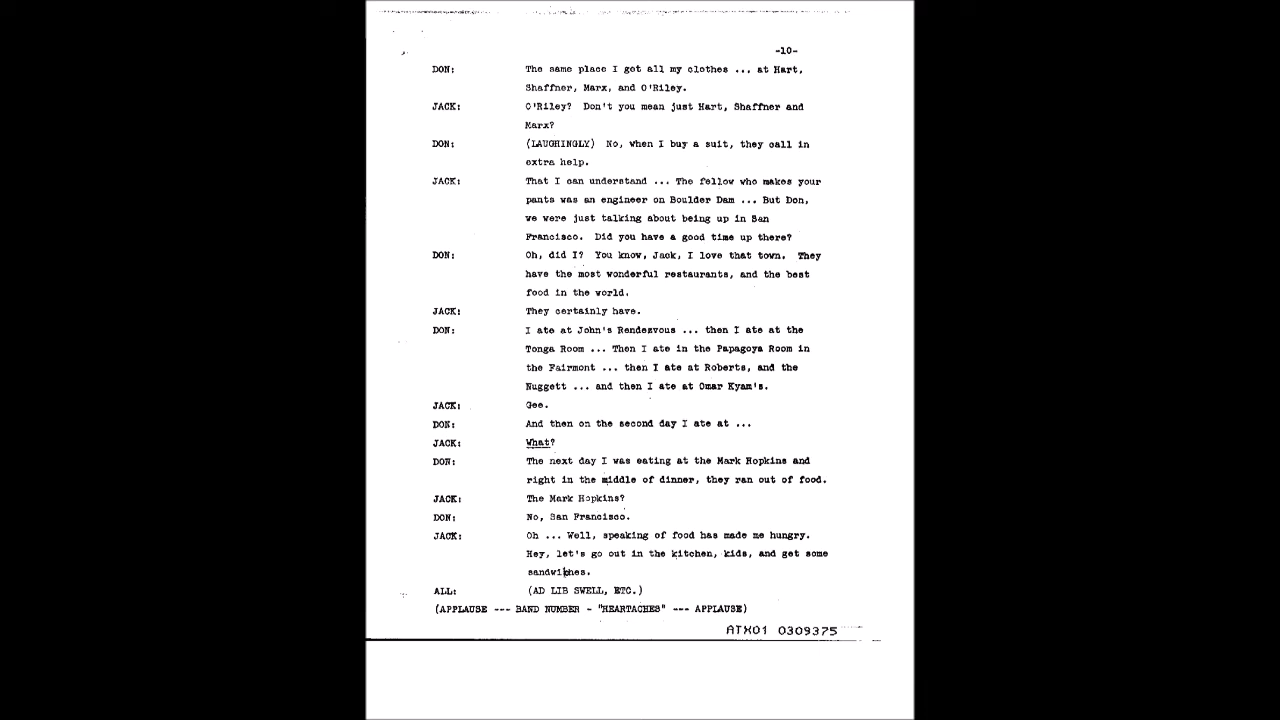 -10-
DON: The same place I got all my clothes ... at Hart,
Shaffner, Marx, and O'Riley.
JACK: O'Riley? Don't you mean just Hart, Shaffner and
Marx?
DON: (LAUGHINGLY) No, when I buy a suit, they call in
extra help.
JACK: That I can understand ... The fellow who makes your
pants was an engineer on Boulder Dam ... But Don,
we were just talking about being up in San
Francisco. Did you have a good time up there?
DON: Oh, did I? You know, Jack, I love that town. They
have the most wonderful restaurants, and the best
food in the world.
JACK: They certainly have.
DON: I ate at John's Rendezvous ... then I ate at the
Tonga Room ... Then I ate in the Papagoya Room in
the Fairmont ... then I ate at Roberts, and the
Nuggett ... and then I ate at Omar Kyam's.
JACK: Gee.
DON: And then on the second day I ate at ...
JACK: What?
DON: The next day I was eating at the Mark Hopkins and
right in the middle of dinner, they ran out of food.
JACK: The Mark Hopkins?
DON: No, San Francisco.
JACK: Oh ... Well, speaking of food has made me hungry.
Hey, let's go out in the kitchen, kids, and get some
sandwiches.
ALL: (AD LIB SWELL, ETC.)
(APPLAUSE --- BAND NUMBER - "HEARTACHES" --- APPLAUSE)
ATX01 0309375